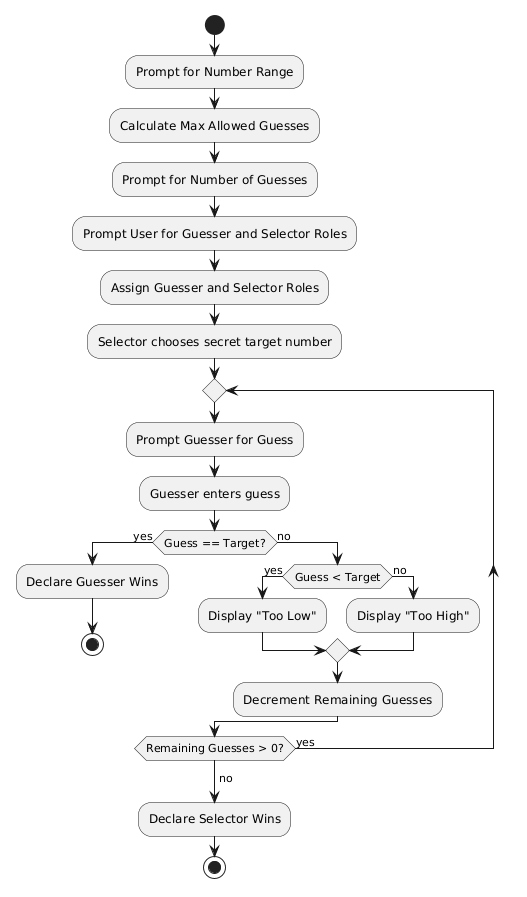 Prompt for Number Range
Calculate Max Allowed Guesses
Prompt for Number of Guesses
Prompt User for Guesser and Selector Roles
Assign Guesser and Selector Roles
Selector chooses secret target number
Prompt Guesser for Guess
Guesser enters guess
yes
Guess == Target?
no
Declare Guesser Wins
yes
Guess < Target
no
Display "Too Low"
Display "Too High"
Decrement Remaining Guesses
Remaining Guesses > 0?
yes
no
Declare Selector Wins